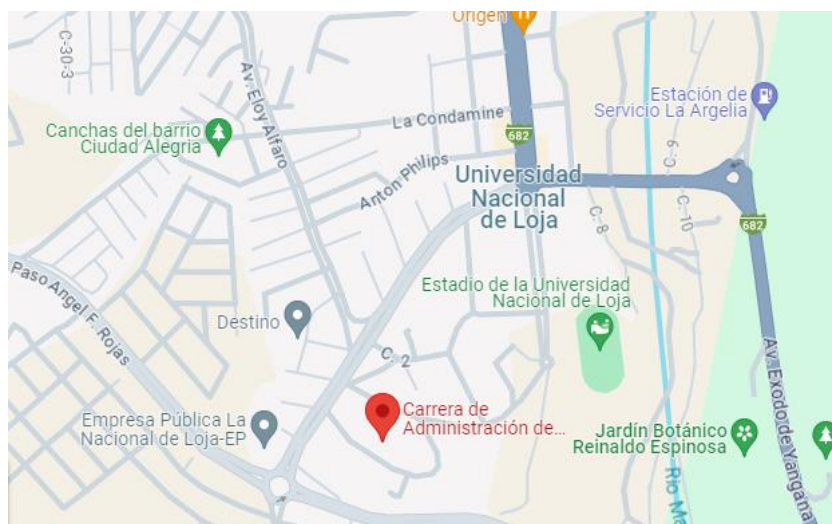 Origen
C-30-3
Av. Eloy Alfaro
Estación de
Servicio La Argelia
La Condamine
Canchas del barrio
Ciudad Alegria
682
Anton Philips
Universidad
Nacional
de Loja
C. 8
C. 10
682
Paso Angel F. Rojas
Estadio de la Universidad
Nacional de Loja
Destino
C. 2
Av. Exodo de Yangana
Carrera de
Administración de...
Empresa Pública La
Nacional de Loja-EP
Jardín Botánico
Reinaldo Espinosa
Rio